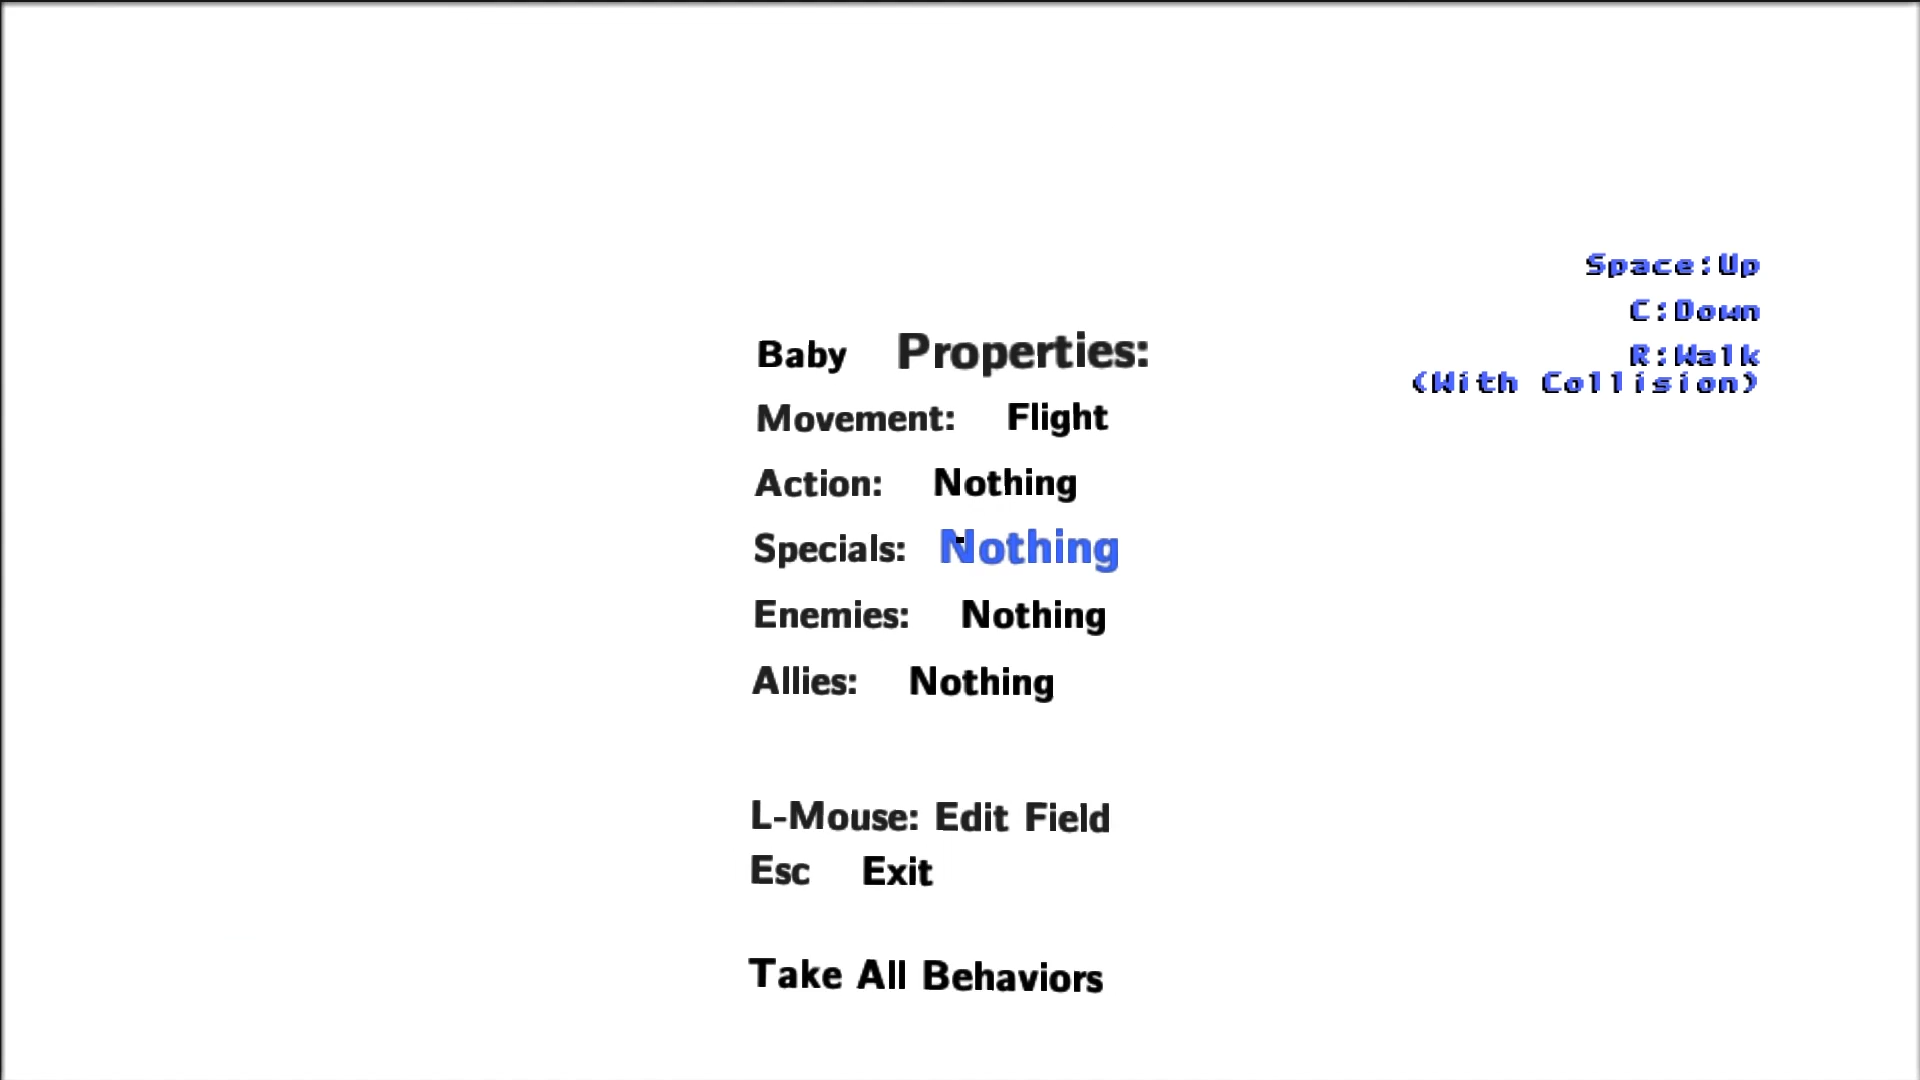 Space:Up
C:Down
R:Walk
(With Collision)
Baby Properties:
Movement: Flight
Action: Nothing
Specials: Nothing
Enemies: Nothing
Allies: Nothing
L-Mouse: Edit Field
Esc Exit
Take All Behaviors